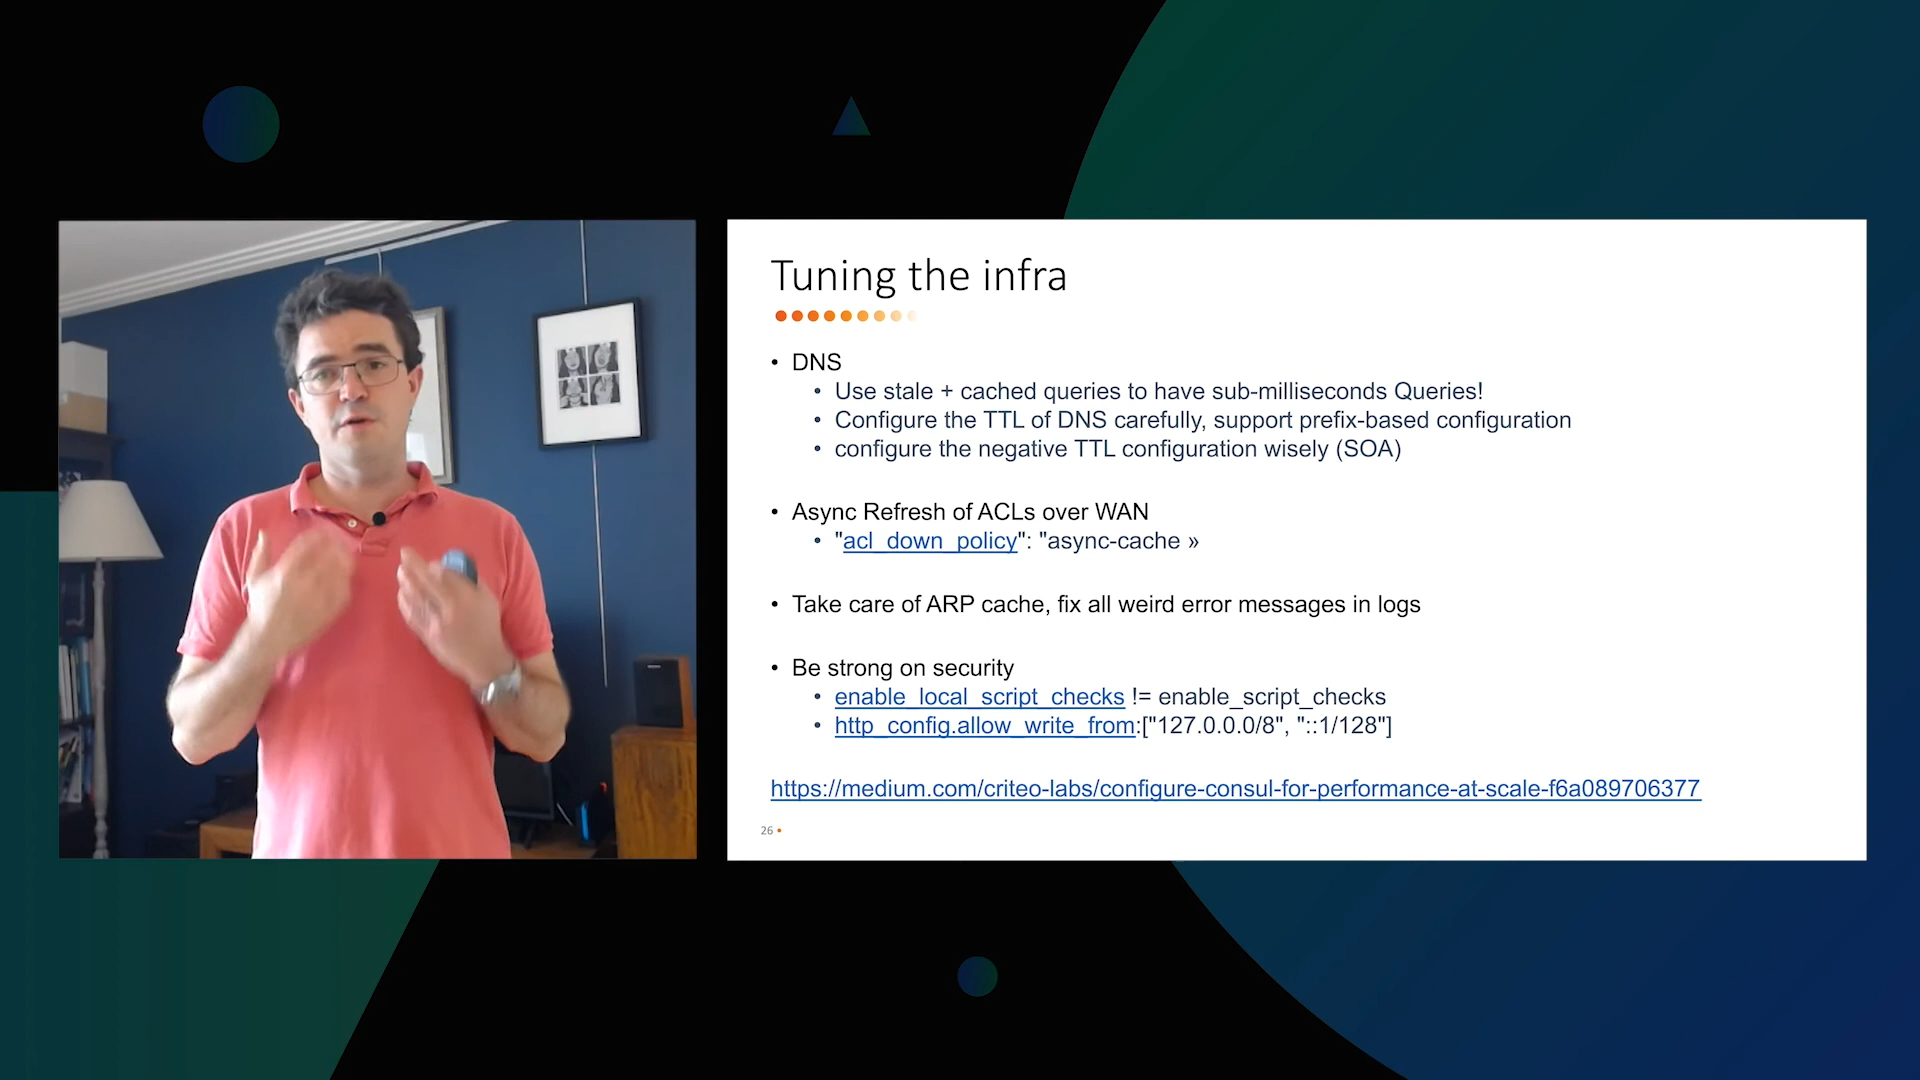 Tuning the infra
• DNS
• Use stale + cached queries to have sub-milliseconds Queries!
• Configure the TTL of DNS carefully, support prefix-based configuration
• configure the negative TTL configuration wisely (SOA)
• Async Refresh of ACLs over WAN
• "acl_down_policy": "async-cache »
• Take care of ARP cache, fix all weird error messages in logs
• Be strong on security
• enable_local_script_checks != enable_script_checks
• http_config.allow_write_from:["127.0.0.0/8", "::1/128"]
https://medium.com/criteo-labs/configure-consul-for-performance-at-scale-f6a089706377
26